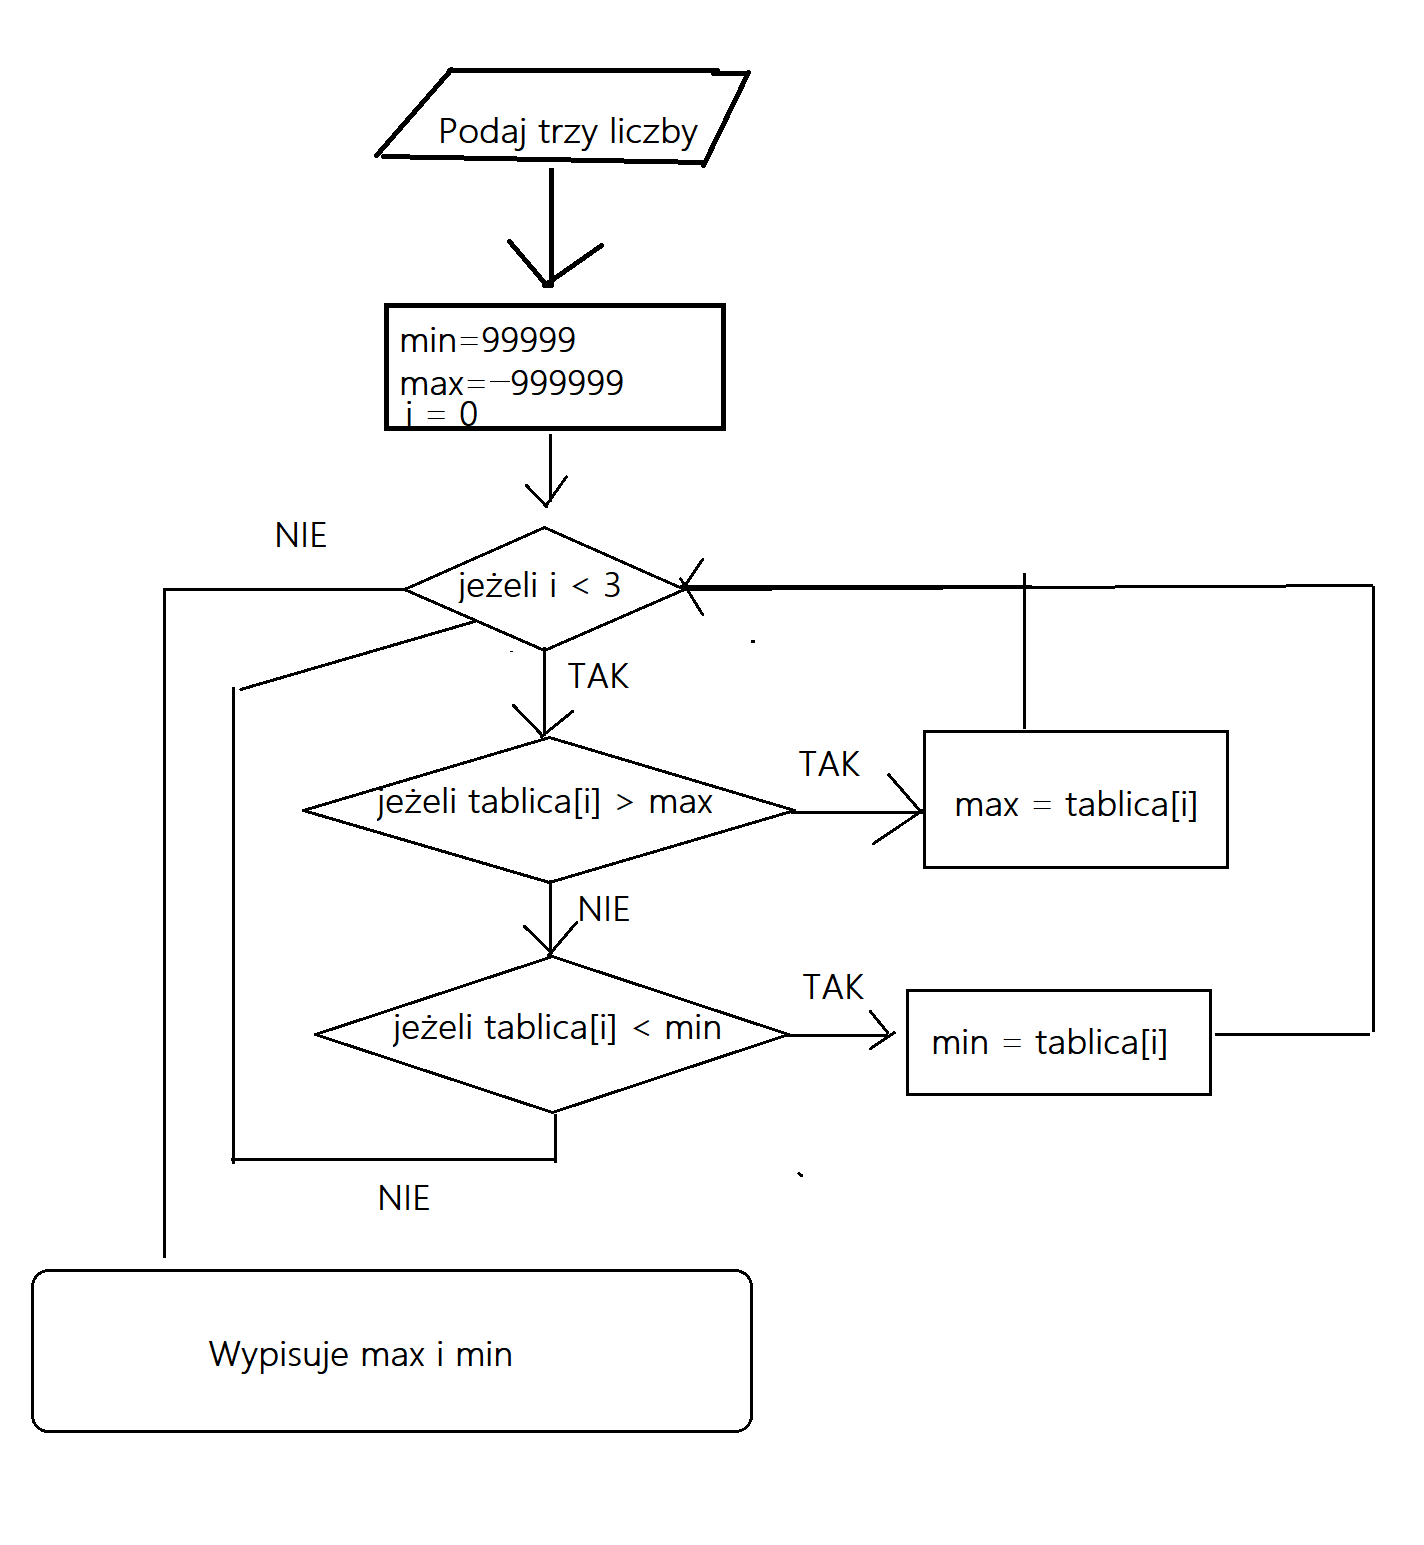 Podaj trzy liczby
min=99999
max=-999999
i = 0
NIE
jeżeli i < 3
TAK
TAK
jeżeli tablica[i] > max
max = tablica[i]
NIE
TAK
jeżeli tablica[i] < min
min = tablica[i]
NIE
Wypisuje max i min